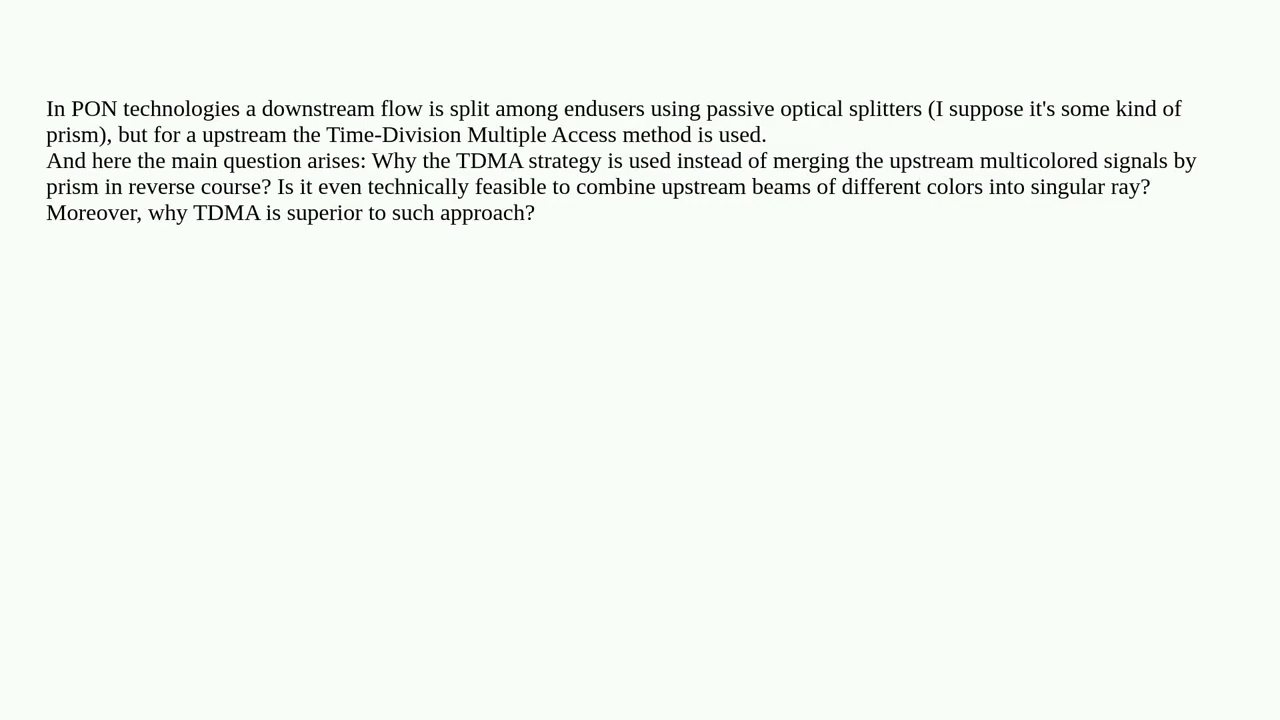 In PON technologies a downstream flow is split among endusers using passive optical splitters (I suppose it's some kind of
prism), but for a upstream the Time-Division Multiple Access method is used.
And here the main question arises: Why the TDMA strategy is used instead of merging the upstream multicolored signals by
prism in reverse course? Is it even technically feasible to combine upstream beams of different colors into singular ray?
Moreover, why TDMA is superior to such approach?